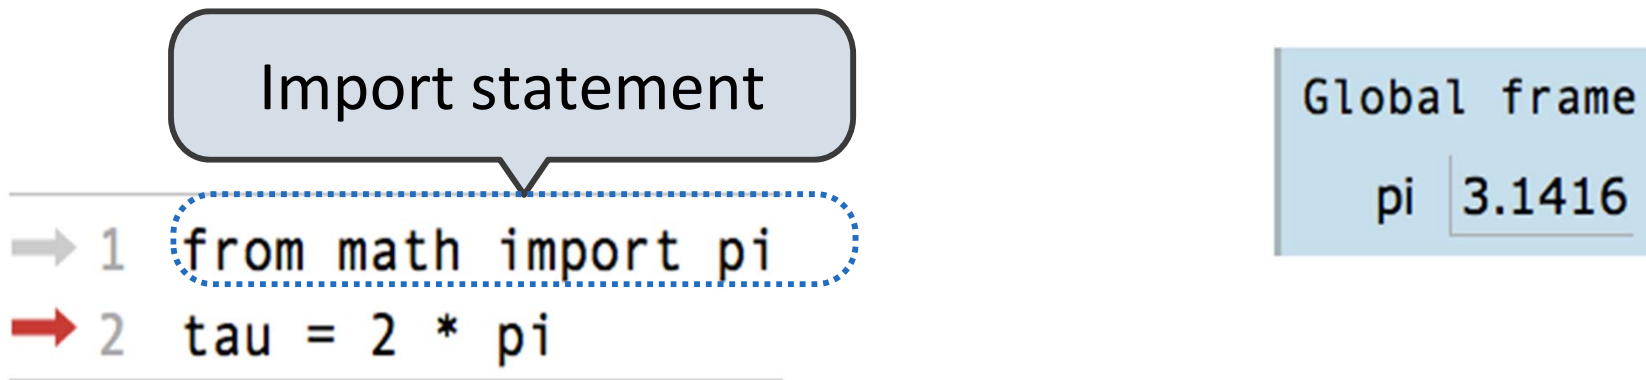 Import statement
1 from math import pi
2 tau = 2 * pi
Global frame
pi 3.1416